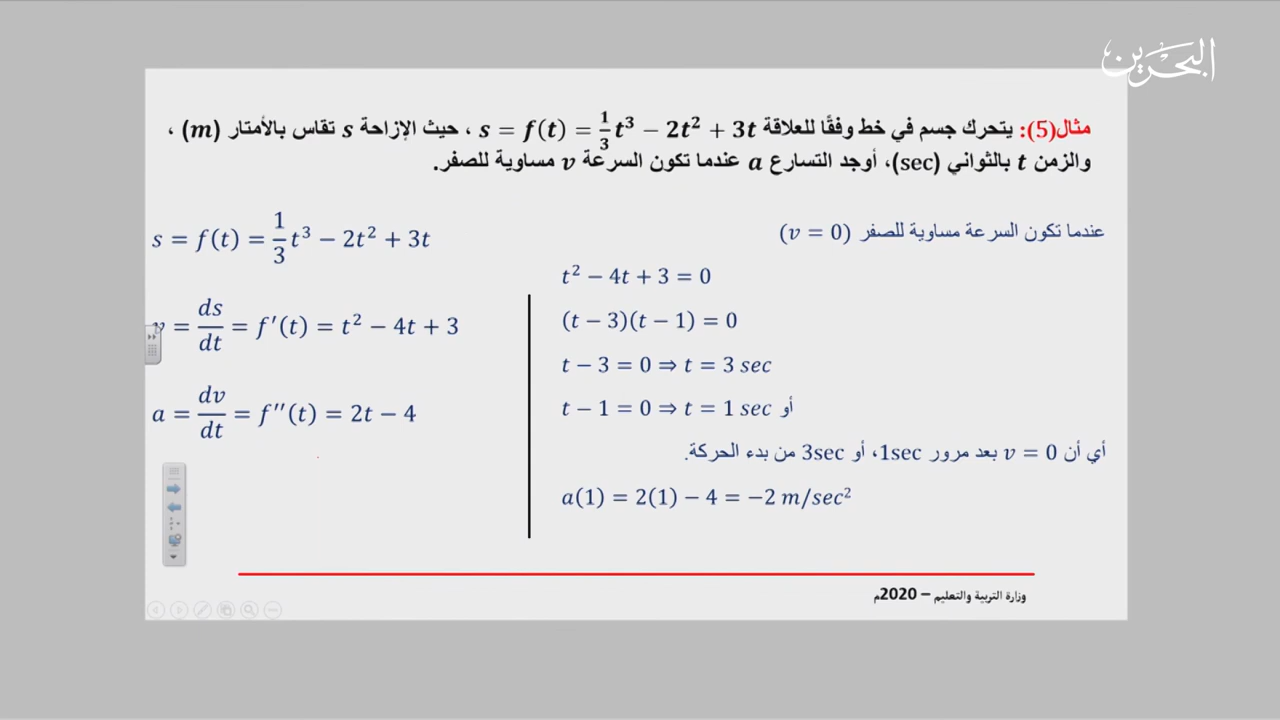 البحرين
مثال(5): يتحرك جسم في خط وفقًا للعلاقة s = f(t) = 1/3 t³ − 2t² + 3t ، حيث الإزاحة s تقاس بالأمتار (m) ،
والزمن t بالثواني (sec)، أوجد التسارع a عندما تكون السرعة v مساوية للصفر.
s = f(t) = 1/3 t³ − 2t² + 3t
v = ds/dt = f′(t) = t² − 4t + 3
a = dv/dt = f″(t) = 2t − 4
عندما تكون السرعة مساوية للصفر (v = 0)
t² − 4t + 3 = 0
(t − 3)(t − 1) = 0
t − 3 = 0 ⇒ t = 3 sec
أو t − 1 = 0 ⇒ t = 1 sec
أي أن v = 0 بعد مرور 1sec، أو 3sec من بدء الحركة.
a(1) = 2(1) − 4 = −2 m/sec²
وزارة التربية والتعليم – 2020م